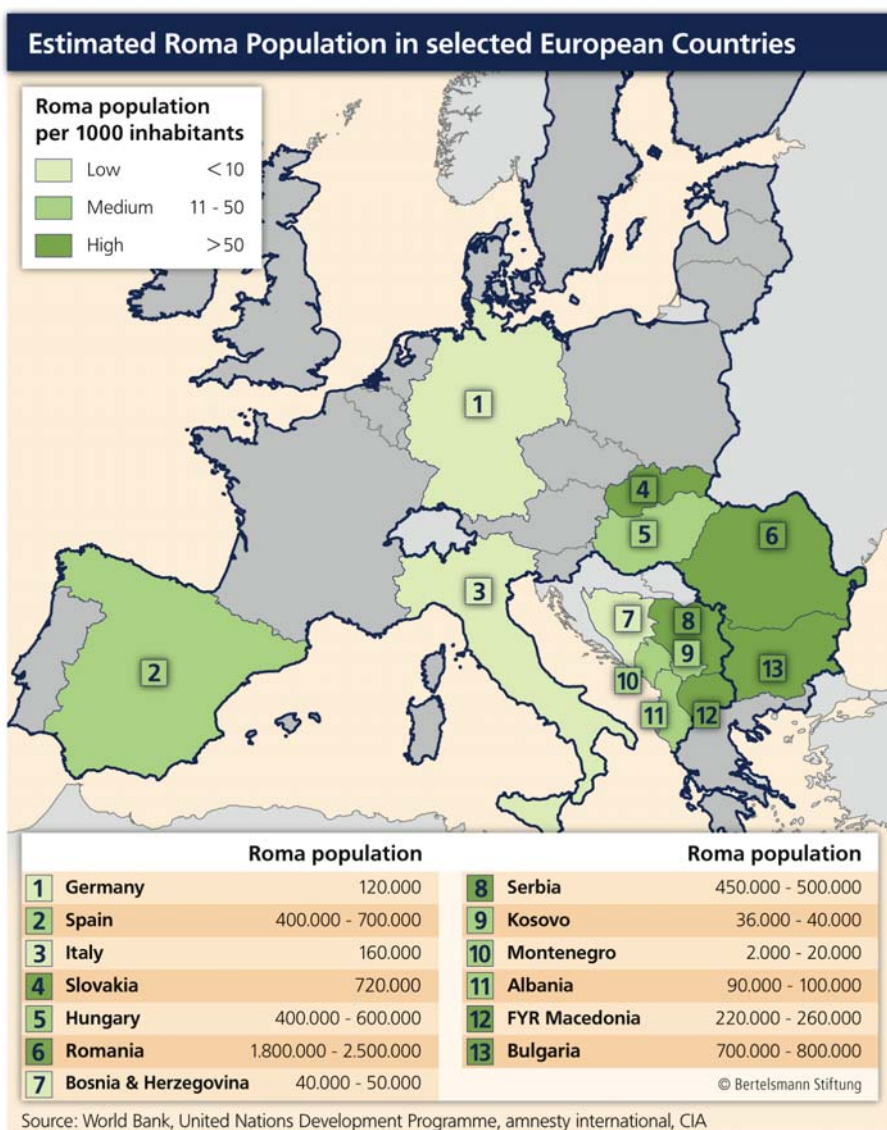 Estimated Roma Population in selected European Countries
Roma population
per 1000 inhabitants
Low <10
Medium 11 - 50
High >50
1
2
3
4
5
6
7
8
9
10
11
12
13
Roma population
1 Germany 120.000
2 Spain 400.000 - 700.000
3 Italy 160.000
4 Slovakia 720.000
5 Hungary 400.000 - 600.000
6 Romania 1.800.000 - 2.500.000
7 Bosnia & Herzegovina 40.000 - 50.000
Roma population
8 Serbia 450.000 - 500.000
9 Kosovo 36.000 - 40.000
10 Montenegro 2.000 - 20.000
11 Albania 90.000 - 100.000
12 FYR Macedonia 220.000 - 260.000
13 Bulgaria 700.000 - 800.000
© Bertelsmann Stiftung
Source: World Bank, United Nations Development Programme, amnesty international, CIA